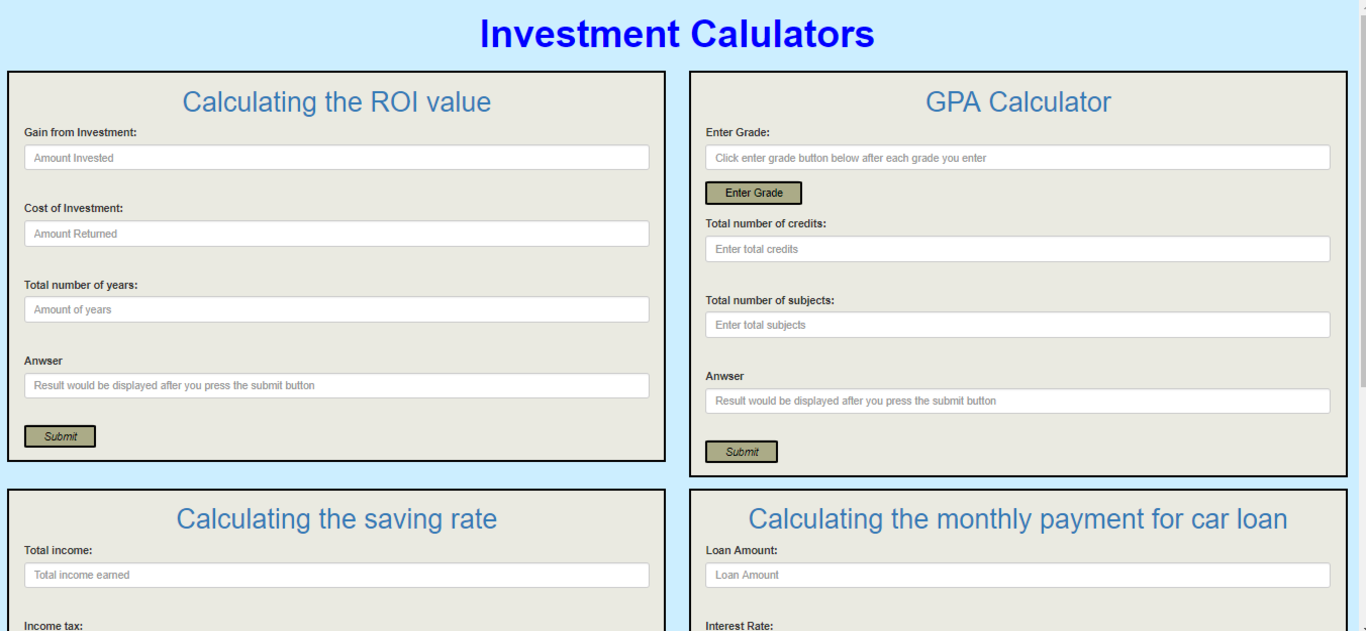 Investment Calulators
Calculating the ROI value
Gain from Investment:
Amount Invested
Cost of Investment:
Amount Returned
Total number of years:
Amount of years
Anwser
Result would be displayed after you press the submit button
Submit
GPA Calculator
Enter Grade:
Click enter grade button below after each grade you enter
Enter Grade
Total number of credits:
Enter total credits
Total number of subjects:
Enter total subjects
Anwser
Result would be displayed after you press the submit button
Submit
Calculating the saving rate
Total income:
Total income earned
Income tax:
Calculating the monthly payment for car loan
Loan Amount:
Loan Amount
Interest Rate: